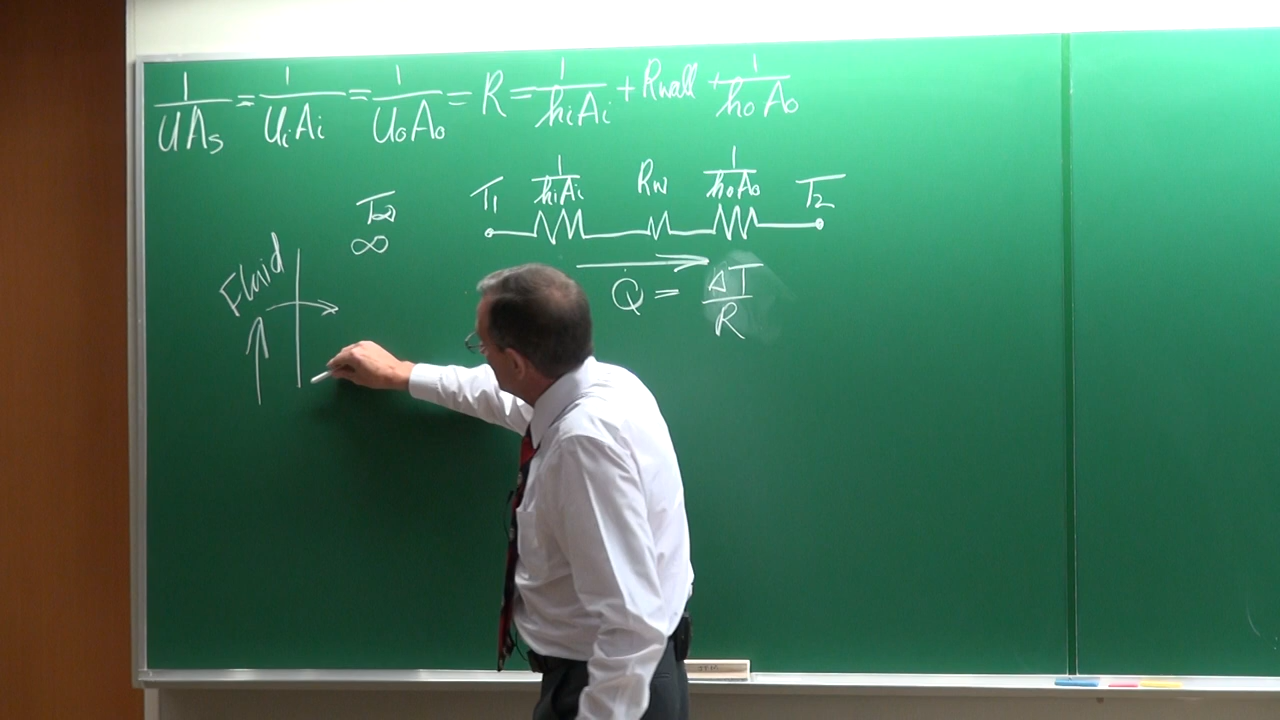 1/UAs = 1/UiAi = 1/UoAo = R = 1/hiAi + Rwall + 1/hoAo
T1 1/hiAi Rw 1/hoAo T2
T∞
∞
Fluid
Q̇ = ΔT/R